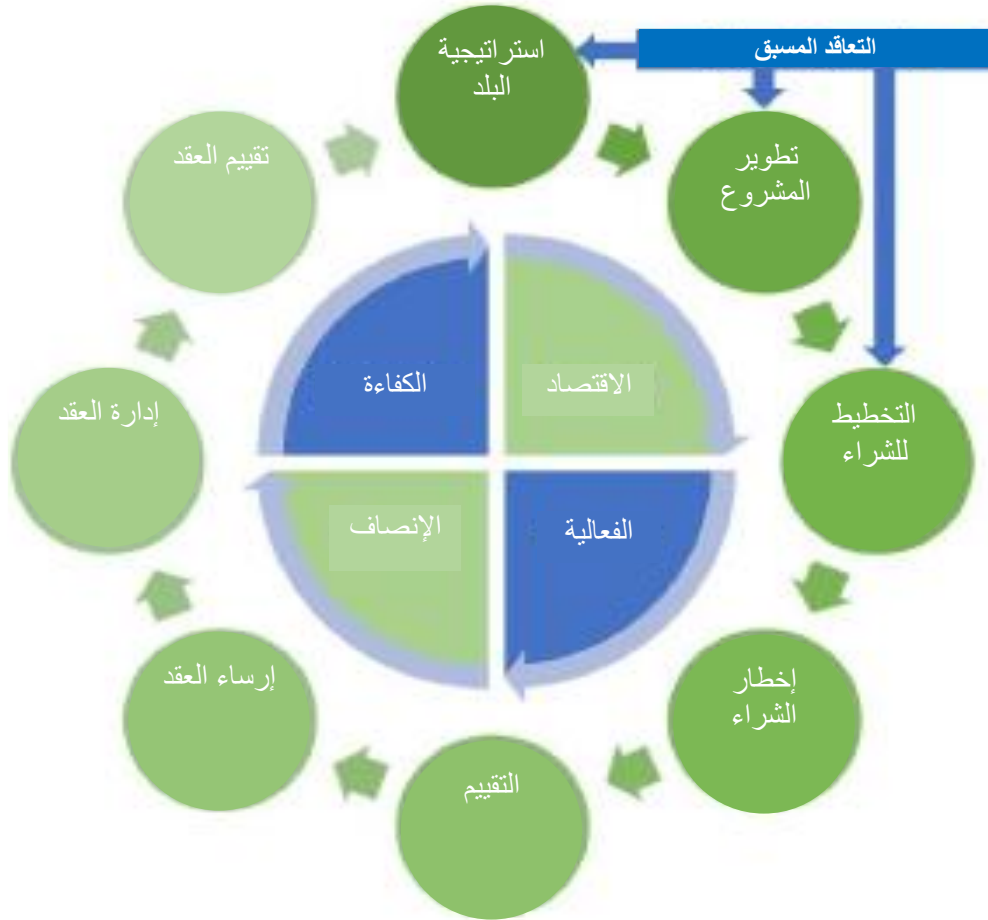 التعاقد المسبق
استراتيجية
البلد
تطوير
المشروع
التخطيط
للشراء
إخطار
الشراء
التقييم
إرساء العقد
إدارة العقد
تقييم العقد
الاقتصاد
الفعالية
الإنصاف
الكفاءة